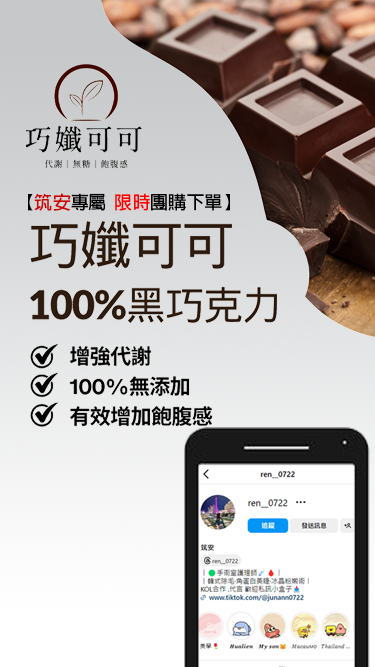 巧孅可可
代謝｜無糖｜飽腹感
【筑安專屬 限時團購下單】
巧孅可可
100%黑巧克力
增強代謝
100%無添加
有效增加飽腹感
ren__0722
ren__0722 •••
追蹤
發送訊息
筑安
ren__0722
｜🟢手術室護理師💉🩸｜
｜韓式除毛·角蛋白美睫·冰晶粉嫩術｜
KOL合作.代言 歡迎私訊小盒子📩
www.tiktok.com/@junann0722
美學🌹
Hualien
My son
Macauᴍᴏ
Thailand ...